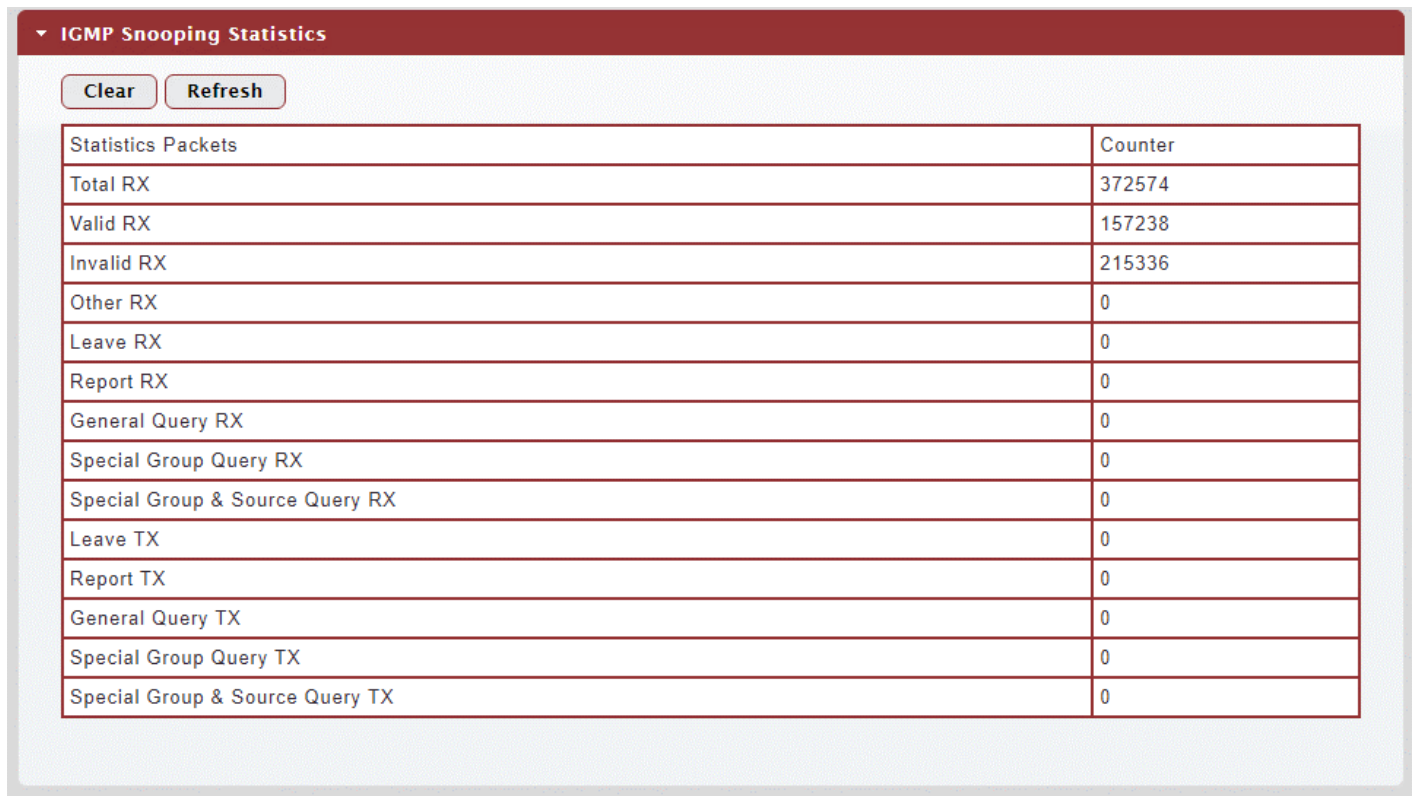 IGMP Snooping Statistics
Clear Refresh
Statistics Packets Counter
Total RX 372574
Valid RX 157238
Invalid RX 215336
Other RX 0
Leave RX 0
Report RX 0
General Query RX 0
Special Group Query RX 0
Special Group & Source Query RX 0
Leave TX 0
Report TX 0
General Query TX 0
Special Group Query TX 0
Special Group & Source Query TX 0